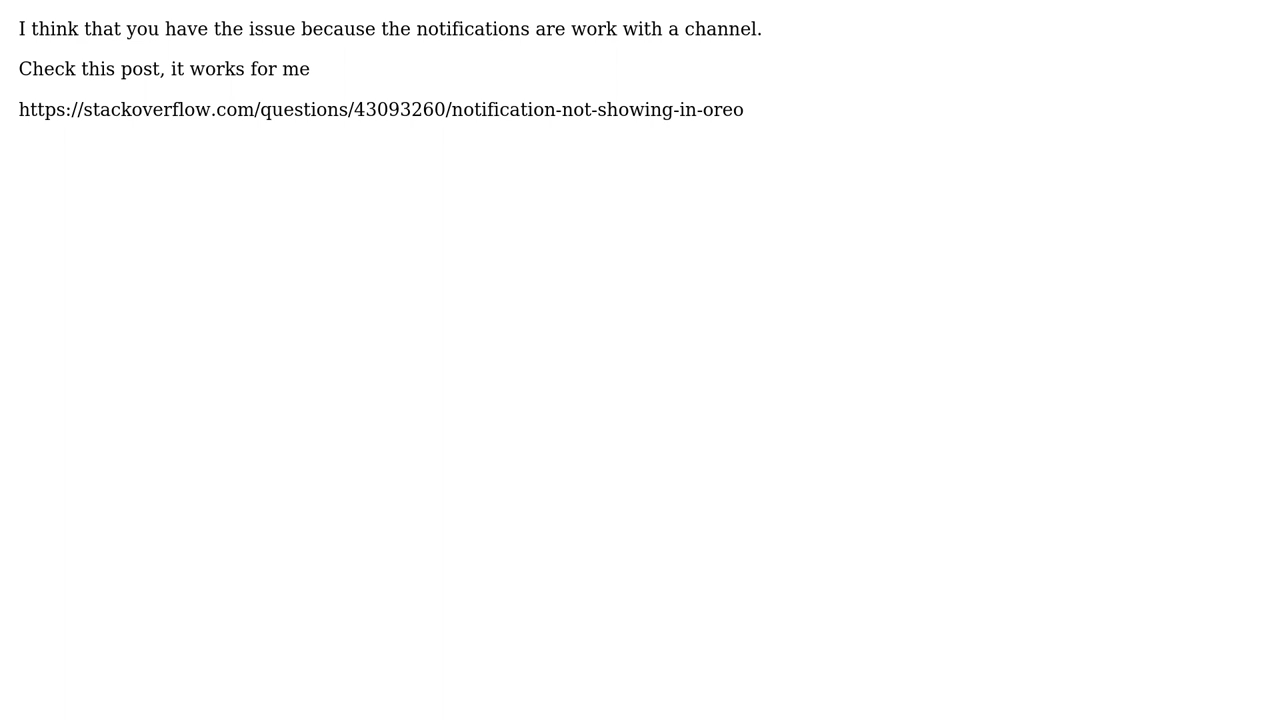 I think that you have the issue because the notifications are work with a channel.
Check this post, it works for me
https://stackoverflow.com/questions/43093260/notification-not-showing-in-oreo